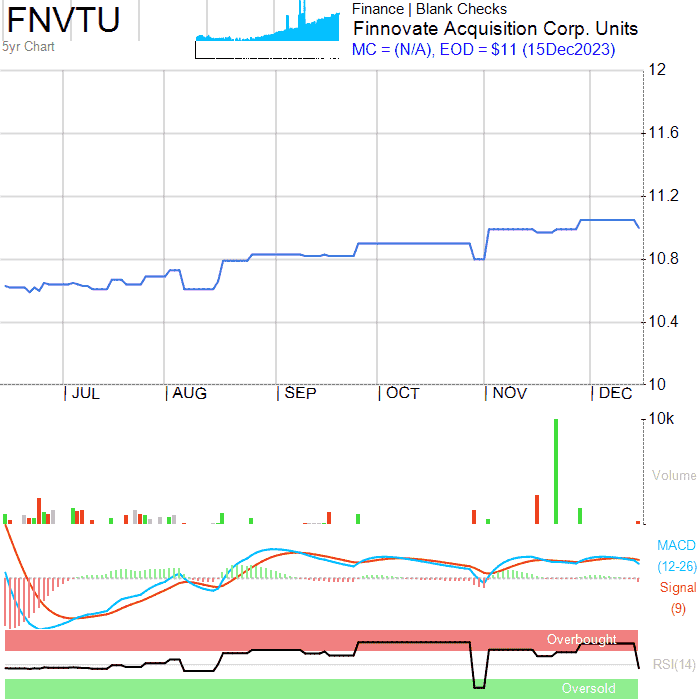 FNVTU
5yr Chart
Finance | Blank Checks
Finnovate Acquisition Corp. Units
MC = (N/A), EOD = $11 (15Dec2023)
12
11.6
11.2
10.8
10.4
10
JUL
AUG
SEP
OCT
NOV
DEC
10k
Volume
MACD
(12-26)
Signal
(9)
Overbought
RSI(14)
Oversold